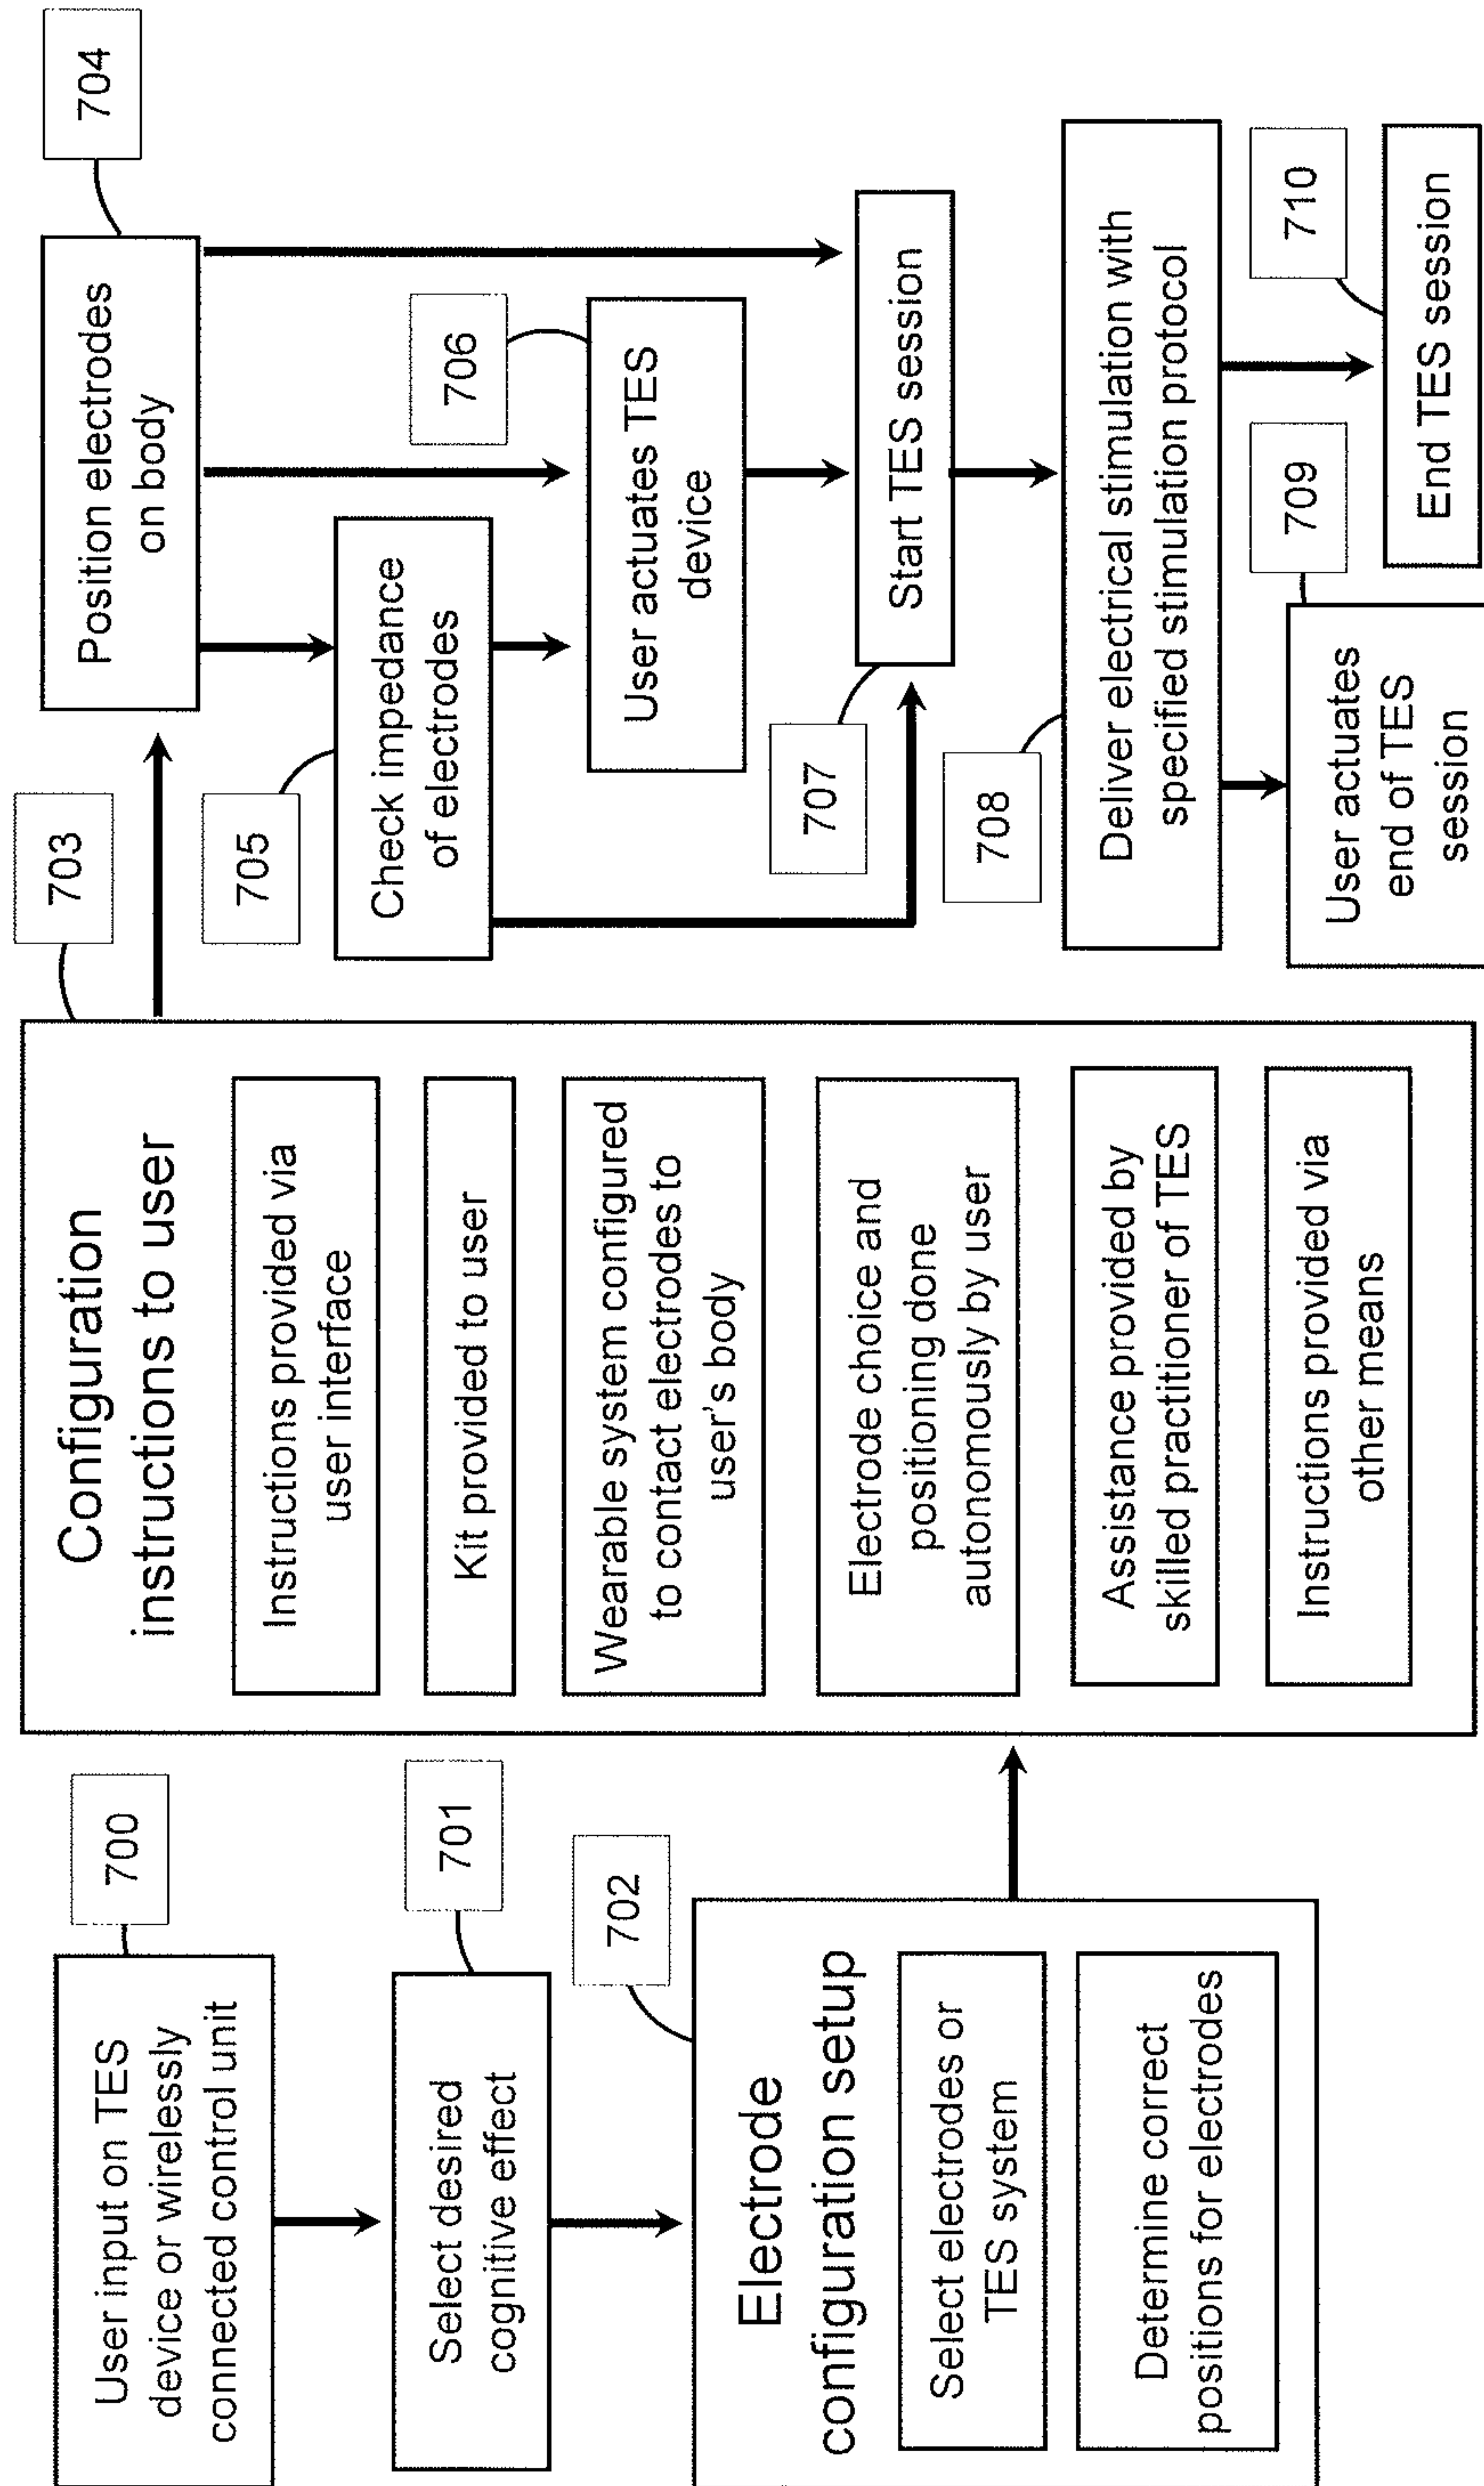 700
User input on TES
device or wirelessly
connected control unit
701
Select desired
cognitive effect
702
Electrode
configuration setup
Select electrodes or
TES system
Determine correct
positions for electrodes
703
Configuration
instructions to user
Instructions provided via
user interface
Kit provided to user
Wearable system configured
to contact electrodes to
user's body
Electrode choice and
positioning done
autonomously by user
Assistance provided by
skilled practitioner of TES
Instructions provided via
other means
704
Position electrodes
on body
705
Check impedance
of electrodes
706
User actuates TES
device
707
Start TES session
708
Deliver electrical stimulation with
specified stimulation protocol
709
User actuates
end of TES
session
710
End TES session